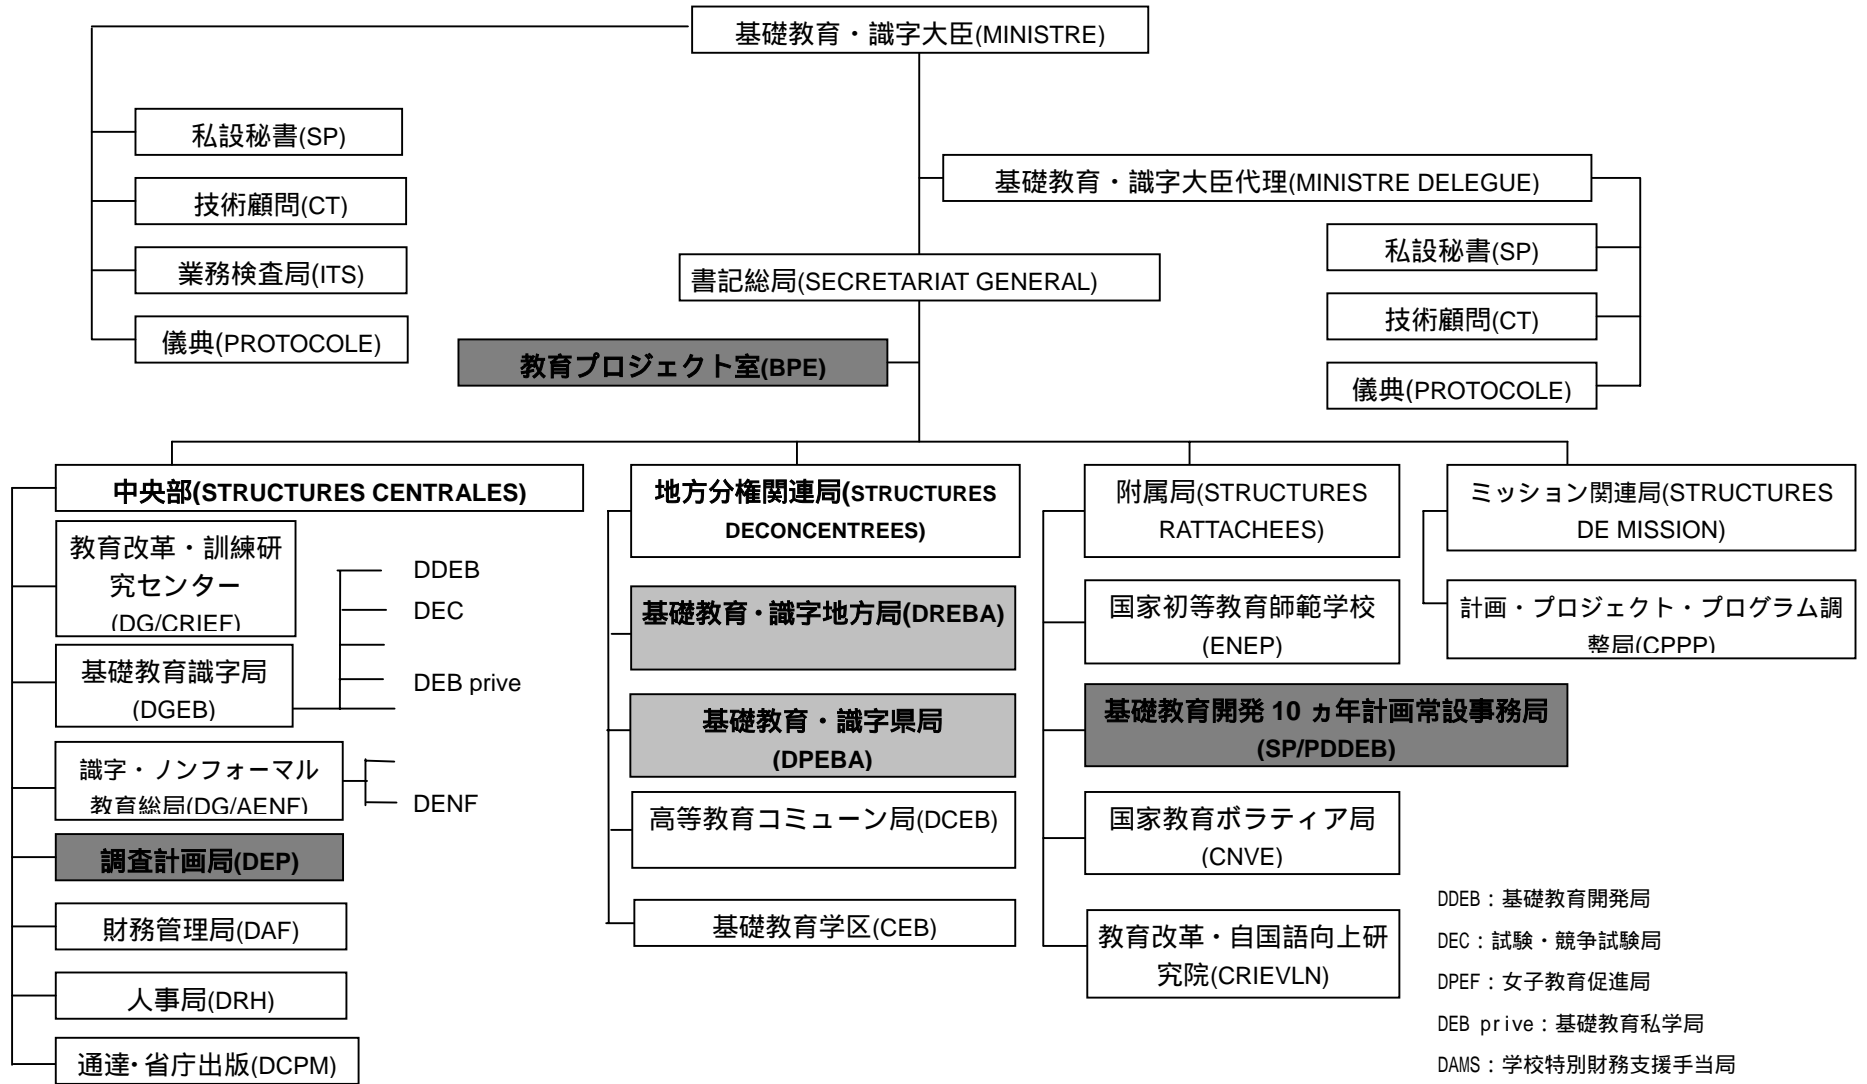 基礎教育・識字大臣(MINISTRE)
私設秘書(SP)
技術顧問(CT)
業務検査局(ITS)
儀典(PROTOCOLE)
基礎教育・識字大臣代理(MINISTRE DELEGUE)
私設秘書(SP)
技術顧問(CT)
儀典(PROTOCOLE)
書記総局(SECRETARIAT GENERAL)
教育プロジェクト室(BPE)
中央部(STRUCTURES CENTRALES)
教育改革・訓練研
究センター
(DG/CRIEF)
基礎教育識字局
(DGEB)
DDEB
DEC
DEB prive
識字・ノンフォーマル
教育総局(DG/AENF)
DENF
調査計画局(DEP)
財務管理局(DAF)
人事局(DRH)
通達・省庁出版(DCPM)
地方分権関連局(STRUCTURES
DECONCENTREES)
基礎教育・識字地方局(DREBA)
基礎教育・識字県局
(DPEBA)
高等教育コミューン局(DCEB)
基礎教育学区(CEB)
附属局(STRUCTURES
RATTACHEES)
国家初等教育師範学校
(ENEP)
基礎教育開発 10 ヵ年計画常設事務局
(SP/PDDEB)
国家教育ボラティア局
(CNVE)
教育改革・自国語向上研
究院(CRIEVLN)
ミッション関連局(STRUCTURES
DE MISSION)
計画・プロジェクト・プログラム調
整局(CPPP)
DDEB：基礎教育開発局
DEC：試験・競争試験局
DPEF：女子教育促進局
DEB prive：基礎教育私学局
DAMS：学校特別財務支援手当局